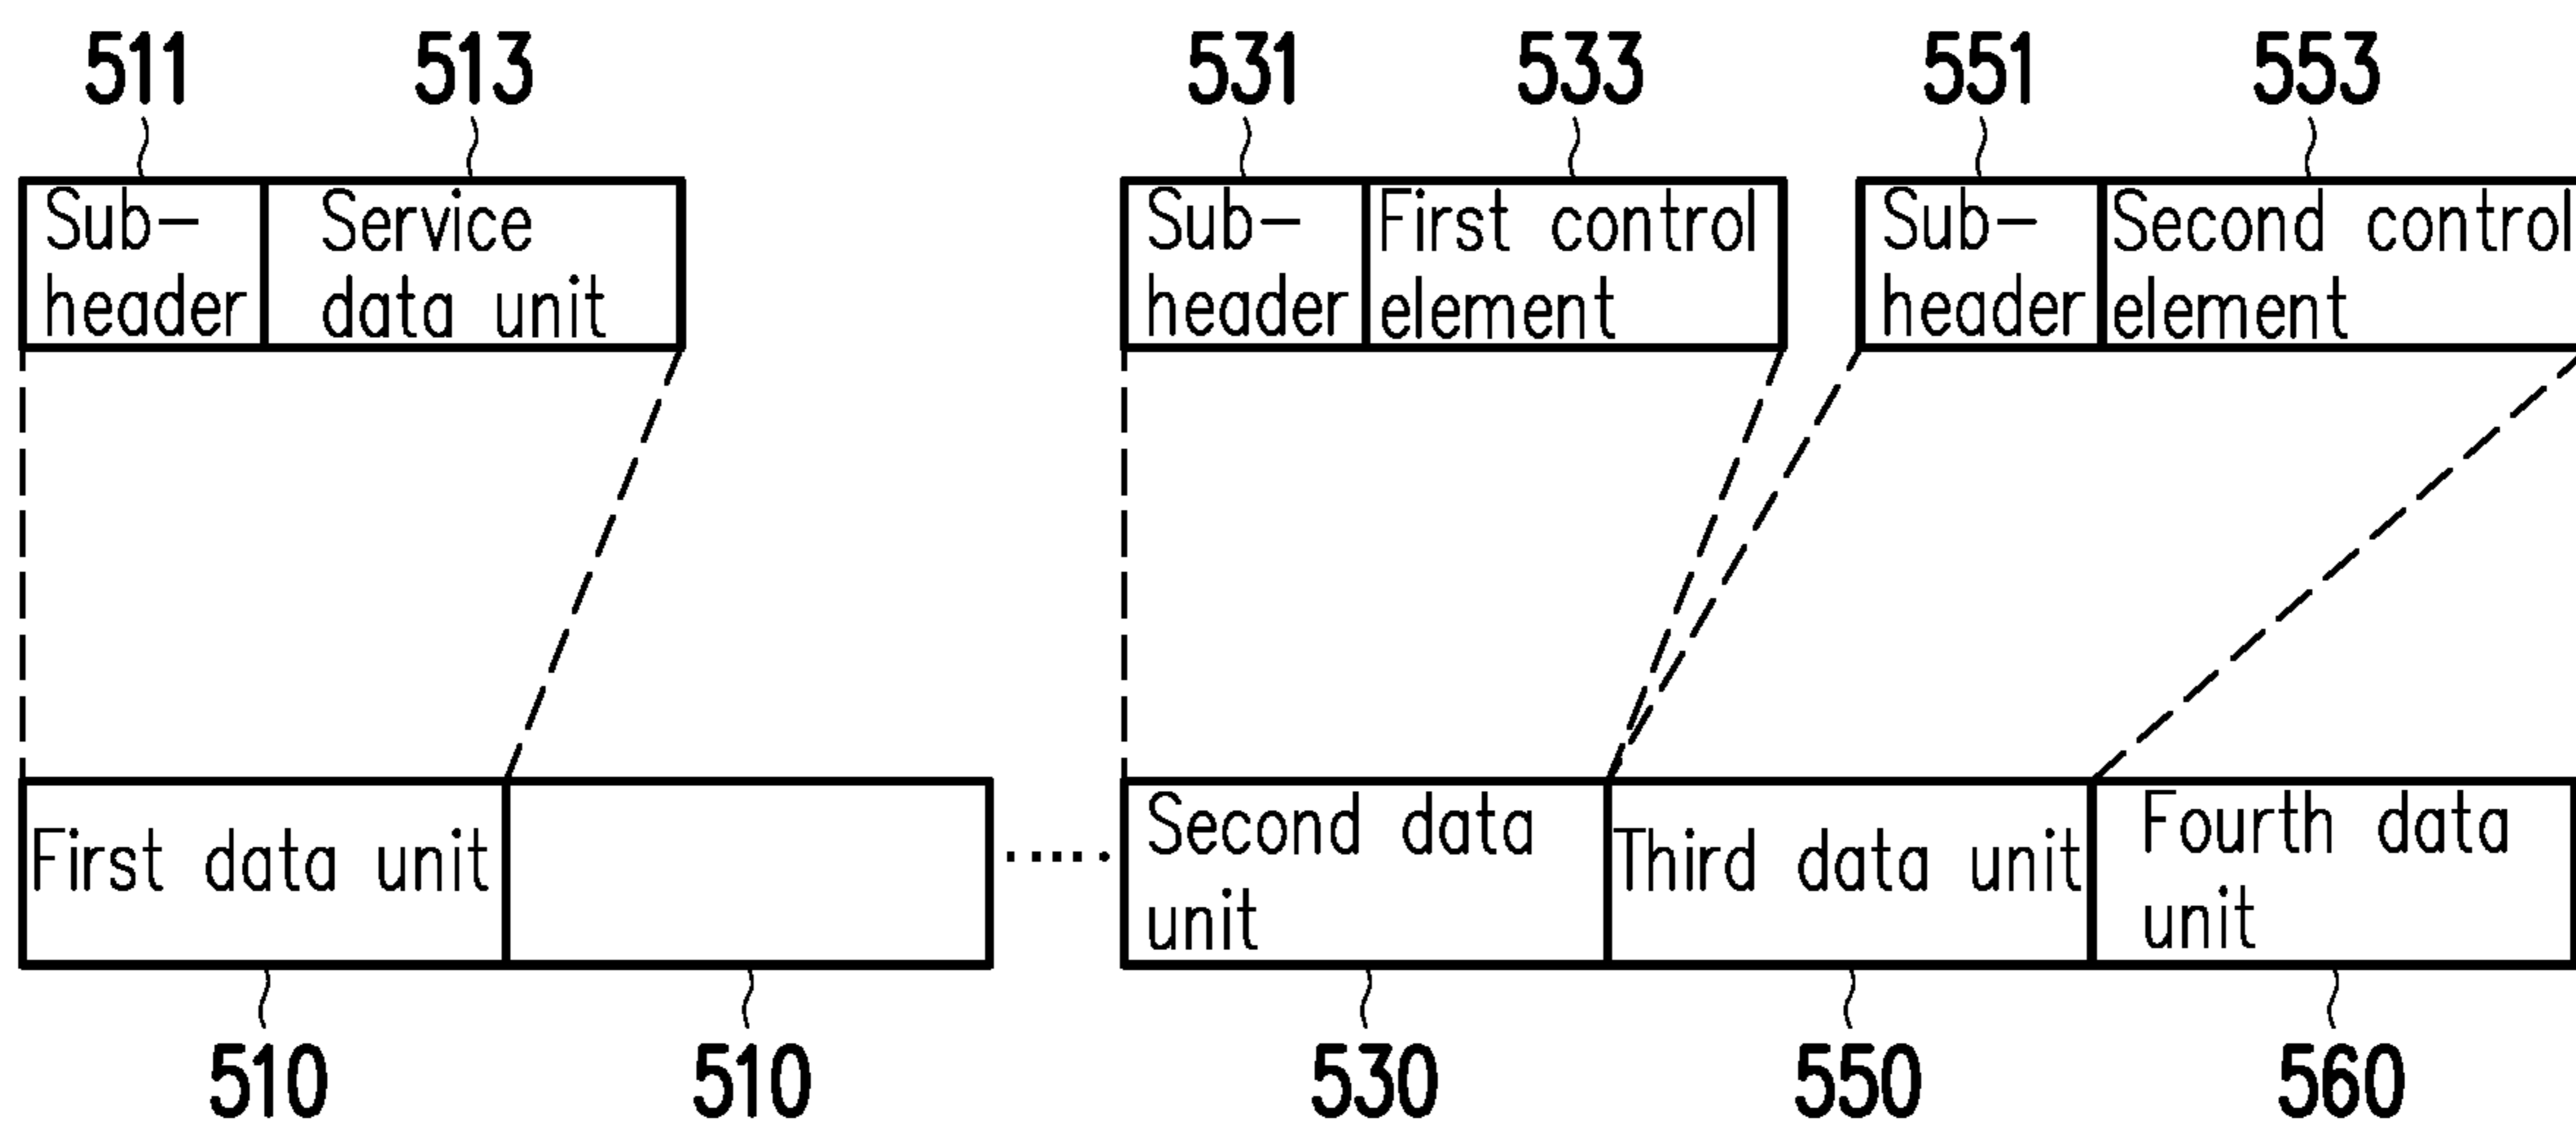 511 513 531 533 551 553
Sub- Service Sub- First control Sub- Second control
header data unit header element header element
First data unit Second data unit Third data unit Fourth data unit
510 510 530 550 560